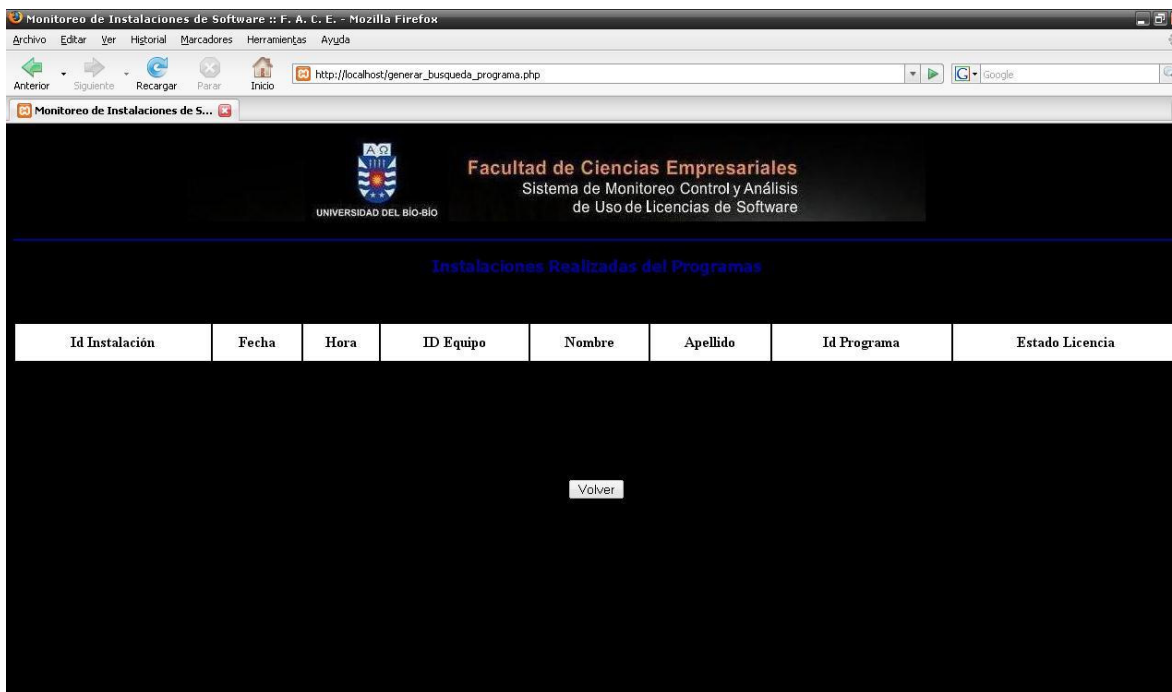 Monitoreo de Instalaciones de Software :: F. A. C. E. - Mozilla Firefox
Archivo Editar Ver Historial Marcadores Herramientas Ayuda
Anterior Siguiente Recargar Parar Inicio http://localhost/generar_busqueda_programa.php G Google
Monitoreo de Instalaciones de S...
ΑΩ
UNIVERSIDAD DEL BÍO-BÍO
Facultad de Ciencias Empresariales
Sistema de Monitoreo Control y Análisis
de Uso de Licencias de Software
Instalaciones Realizadas del Programas
Id Instalación Fecha Hora ID Equipo Nombre Apellido Id Programa Estado Licencia
Volver